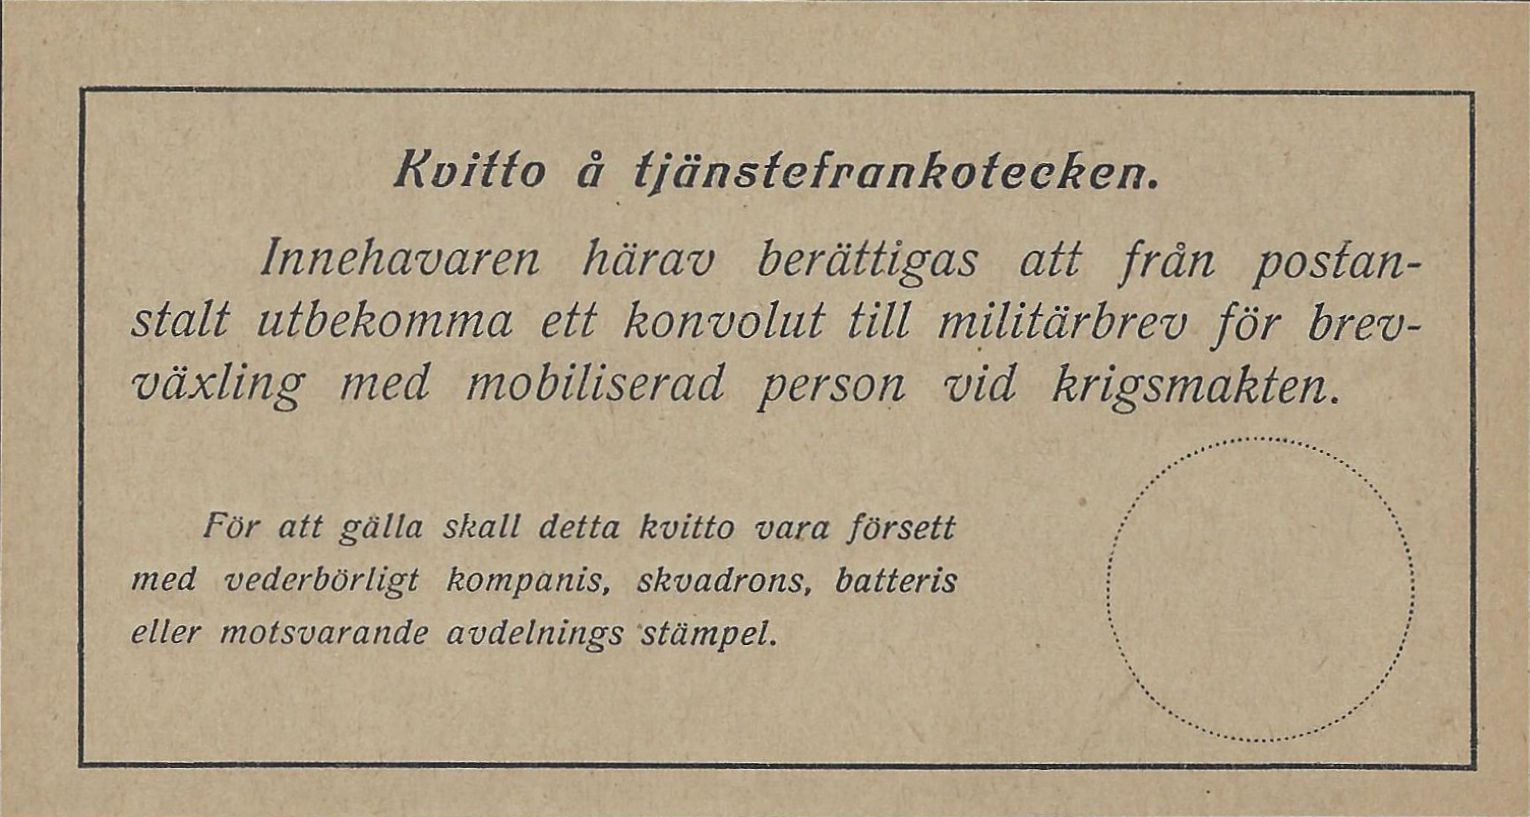 Kvitto å tjänstefrankotecken.
Innehavaren härav berättigas att från postan-
stalt utbekomma ett konvolut till militärbrev för brev-
växling med mobiliserad person vid krigsmakten.
För att gälla skall detta kvitto vara försett
med vederbörligt kompanis, skvadrons, batteris
eller motsvarande avdelnings stämpel.